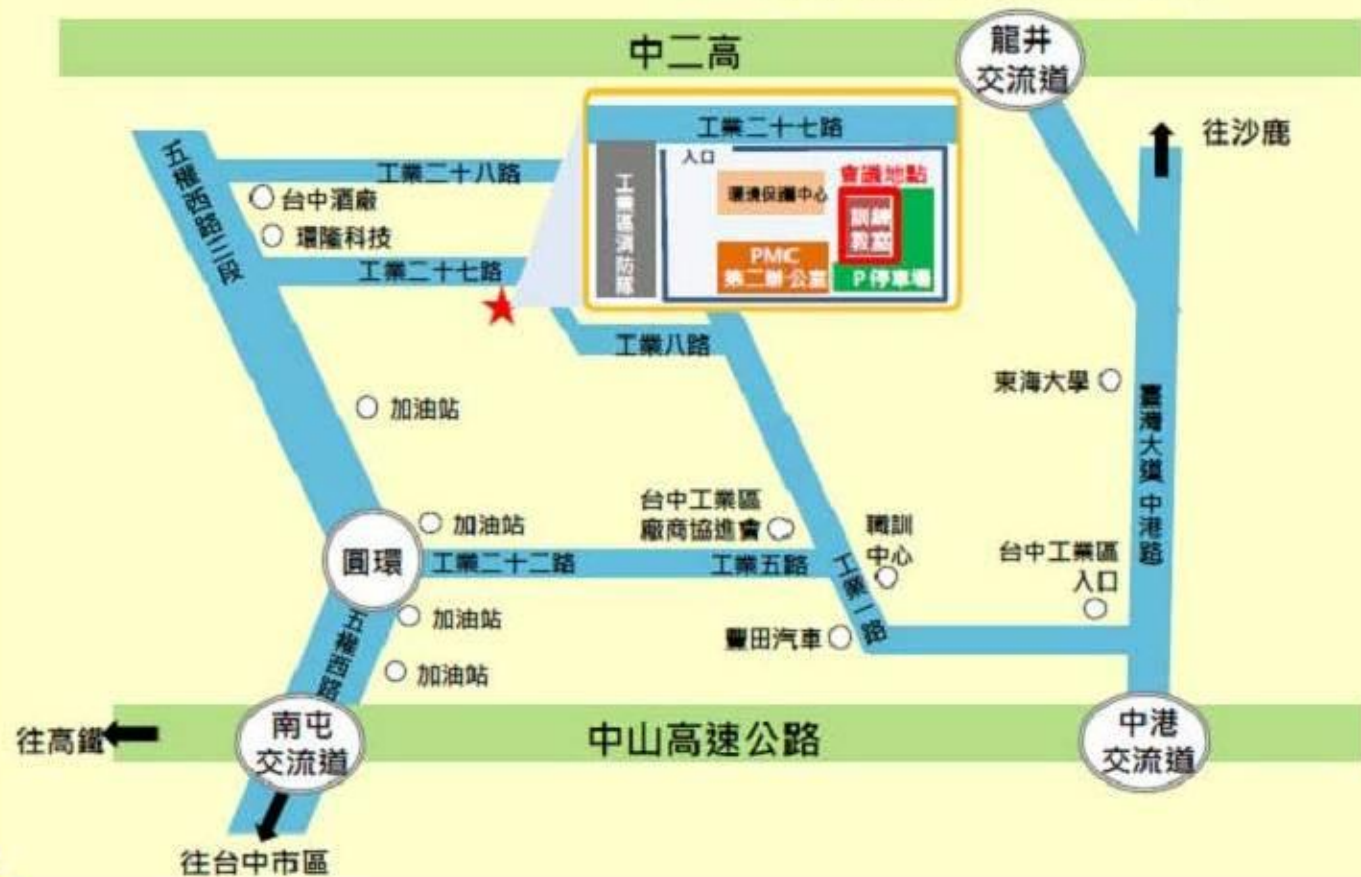 中二高
龍井
交流道
往沙鹿
五權西路三段
工業二十八路
台中酒廠
環隆科技
工業二十七路
工業二十七路
入口
工業區消防隊
環境保護中心
會議地點
訓練
教室
PMC
第二辦公室
P停車場
工業八路
東海大學
臺灣大道 中港路
加油站
加油站
台中工業區
廠商協進會
職訓
中心
台中工業區
入口
圓環
工業二十二路
工業五路
工業一路
加油站
豐田汽車
五權西路
加油站
往高鐵
南屯
交流道
中山高速公路
中港
交流道
往台中市區